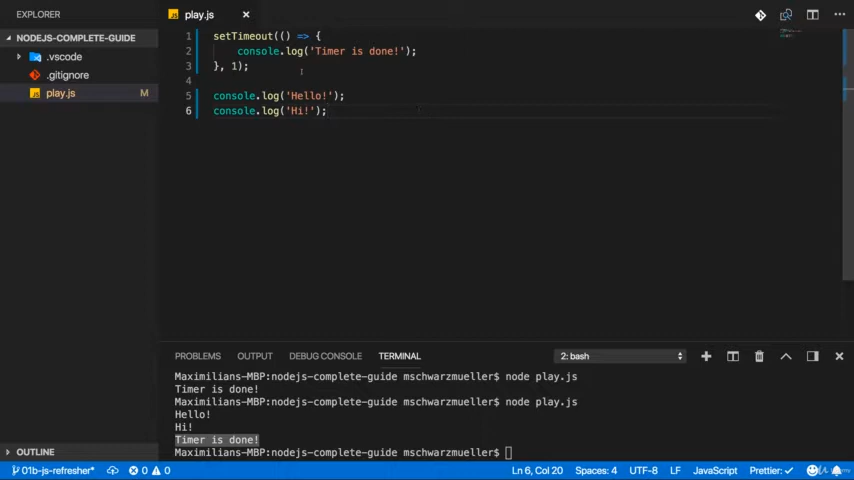 EXPLORER
play.js
NODEJS-COMPLETE-GUIDE
.vscode
.gitignore
play.js M
1 setTimeout(() => {
2 console.log('Timer is done!');
3 }, 1);
4
5 console.log('Hello!');
6 console.log('Hi!');
PROBLEMS OUTPUT DEBUG CONSOLE TERMINAL 2: bash
Maximilians-MBP:nodejs-complete-guide mschwarzmueller$ node play.js
Timer is done!
Maximilians-MBP:nodejs-complete-guide mschwarzmueller$ node play.js
Hello!
Hi!
Timer is done!
Maximilians-MBP:nodejs-complete-guide mschwarzmueller$
OUTLINE
01b-js-refresher* 0 0 Ln 6, Col 20 Spaces: 4 UTF-8 LF JavaScript Prettier: ✓